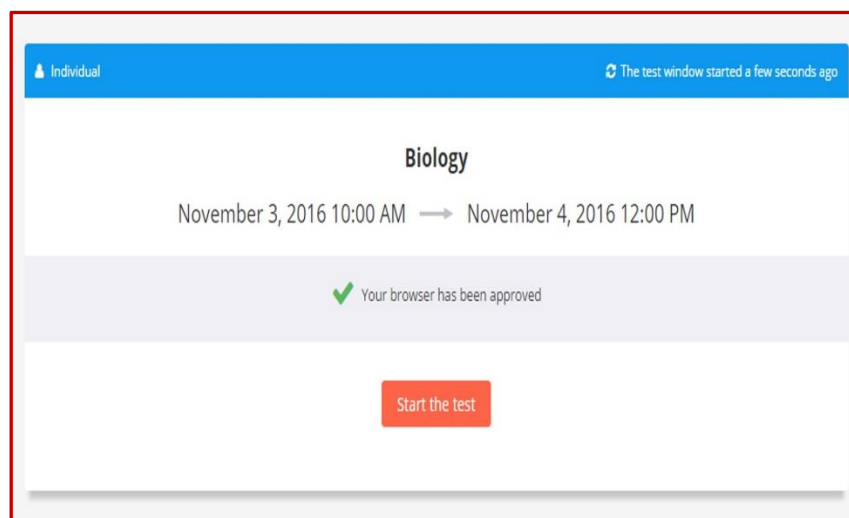 Individual
The test window started a few seconds ago
Biology
November 3, 2016 10:00 AM → November 4, 2016 12:00 PM
Your browser has been approved
Start the test